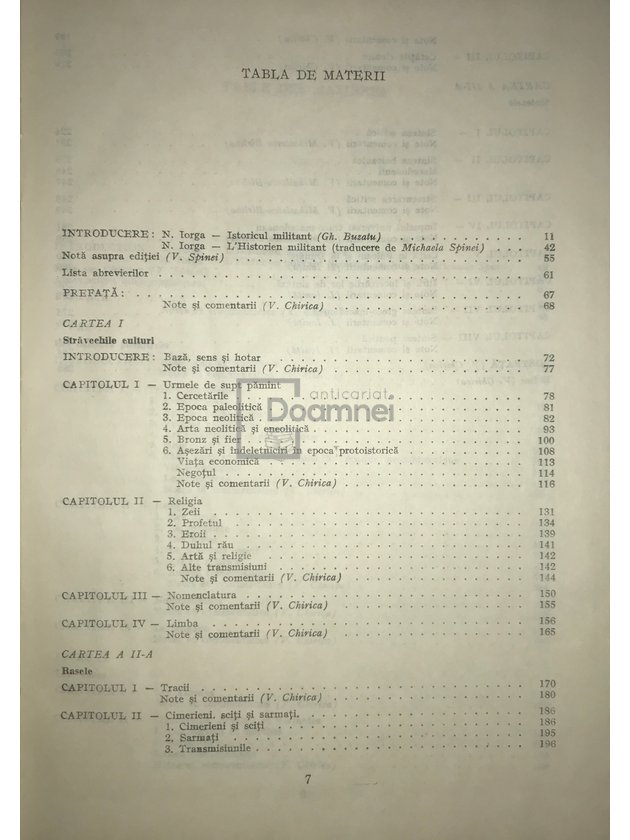 TABLA DE MATERII
INTRODUCERE: N. Iorga — Istoricul militant (Gh. Buzatu) . . . . . . . . . . . 11
N. Iorga — L'Historien militant (traducere de Michaela Spinei) . . . 42
Notă asupra ediției (V. Spinei) . . . . . . . . . . . 55
Lista abrevierilor . . . . . . . . . . . 61
PREFAȚĂ: . . . . . . . . . . . 67
Note și comentarii (V. Chirica) . . . . . . . . . . . 68
CARTEA I
Străvechile culturi
INTRODUCERE: Bază, sens și hotar . . . . . . . . . . . 72
Note și comentarii (V. Chirica) . . . . . . . . . . . 77
CAPITOLUL I — Urmele de supt pămînt
1. Cercetările . . . . . . . . . . . 78
2. Epoca paleolitică . . . . . . . . . . . 81
3. Epoca neolitică . . . . . . . . . . . 82
4. Arta neolitică și eneolitică . . . . . . . . . . . 93
5. Bronz și fier . . . . . . . . . . . 100
6. Așezări și îndeletniciri în epoca protoistorică . . . . . . . . . . . 108
Viața economică . . . . . . . . . . . 113
Negoțul . . . . . . . . . . . 114
Note și comentarii (V. Chirica) . . . . . . . . . . . 116
anticariat
Doamnei
CAPITOLUL II — Religia
1. Zeii . . . . . . . . . . . 131
2. Profetul . . . . . . . . . . . 134
3. Eroii . . . . . . . . . . . 139
4. Duhul rău . . . . . . . . . . . 141
5. Artă și religie . . . . . . . . . . . 142
6. Alte transmisiuni . . . . . . . . . . . 142
Note și comentarii (V. Chirica) . . . . . . . . . . . 144
CAPITOLUL III — Nomenclatura . . . . . . . . . . . 150
Note și comentarii (V. Chirica) . . . . . . . . . . . 155
CAPITOLUL IV — Limba . . . . . . . . . . . 156
Note și comentarii (V. Chirica) . . . . . . . . . . . 165
CARTEA A II-A
Basele
CAPITOLUL I — Tracii . . . . . . . . . . . 170
Note și comentarii (V. Chirica) . . . . . . . . . . . 180
CAPITOLUL II — Cimerieni. sciți și sarmați. . . . . . . . . . . . 186
1. Cimerieni și sciți . . . . . . . . . . . 186
2. Sarmați . . . . . . . . . . . 195
3. Transmisiunile . . . . . . . . . . . 196
7